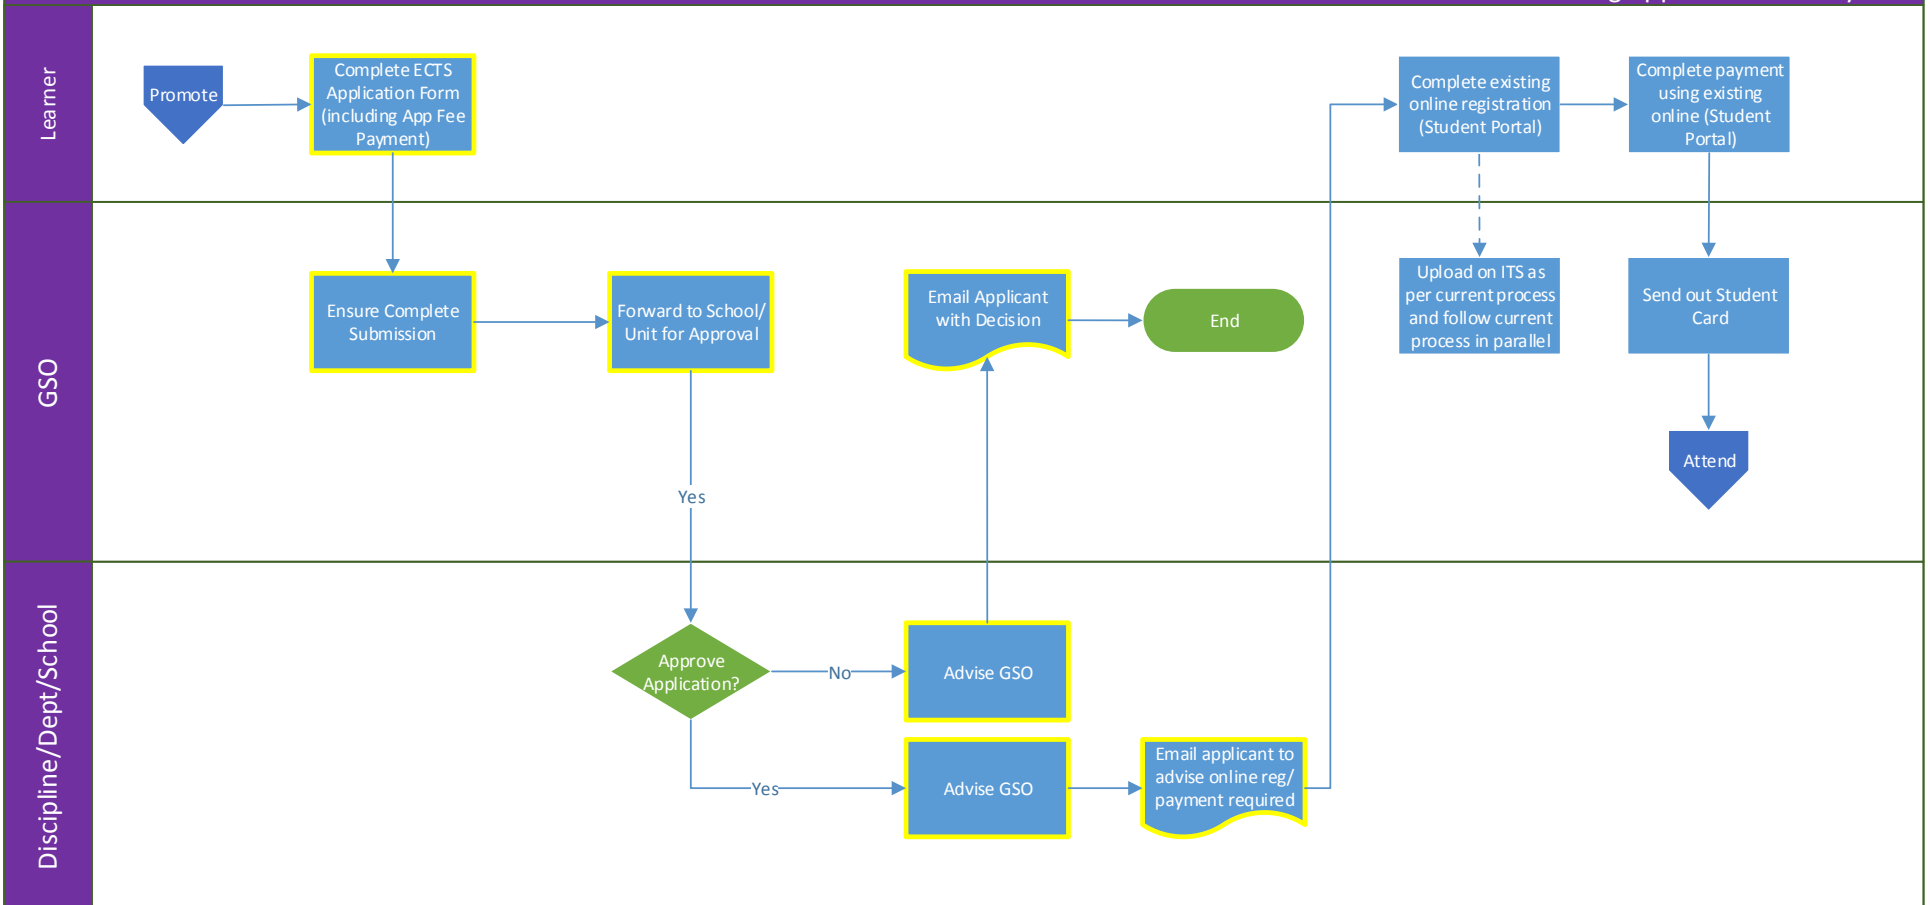 Learner
Promote
Complete ECTS
Application Form
(including App Fee
Payment)
Complete existing
online registration
(Student Portal)
Complete payment
using existing
online (Student
Portal)
GSO
Ensure Complete
Submission
Forward to School/
Unit for Approval
Email Applicant
with Decision
End
Upload on ITS as
per current process
and follow current
process in parallel
Send out Student
Card
Attend
Yes
Discipline/Dept/School
Approve
Application?
No
Advise GSO
Yes
Advise GSO
Email applicant to
advise online reg/
payment required